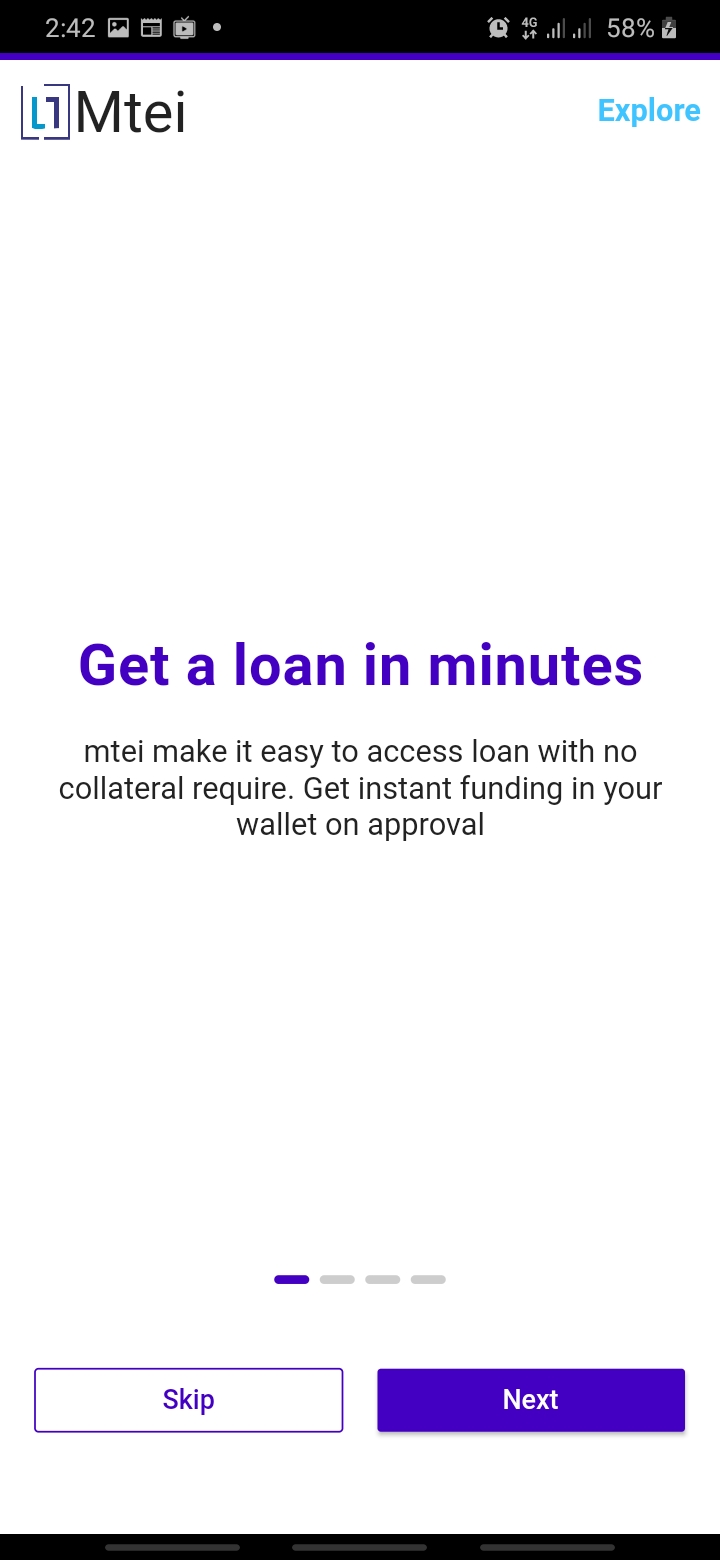 2:42
4G
58%
Mtei
Explore
Get a loan in minutes
mtei make it easy to access loan with no
collateral require. Get instant funding in your
wallet on approval
Skip
Next